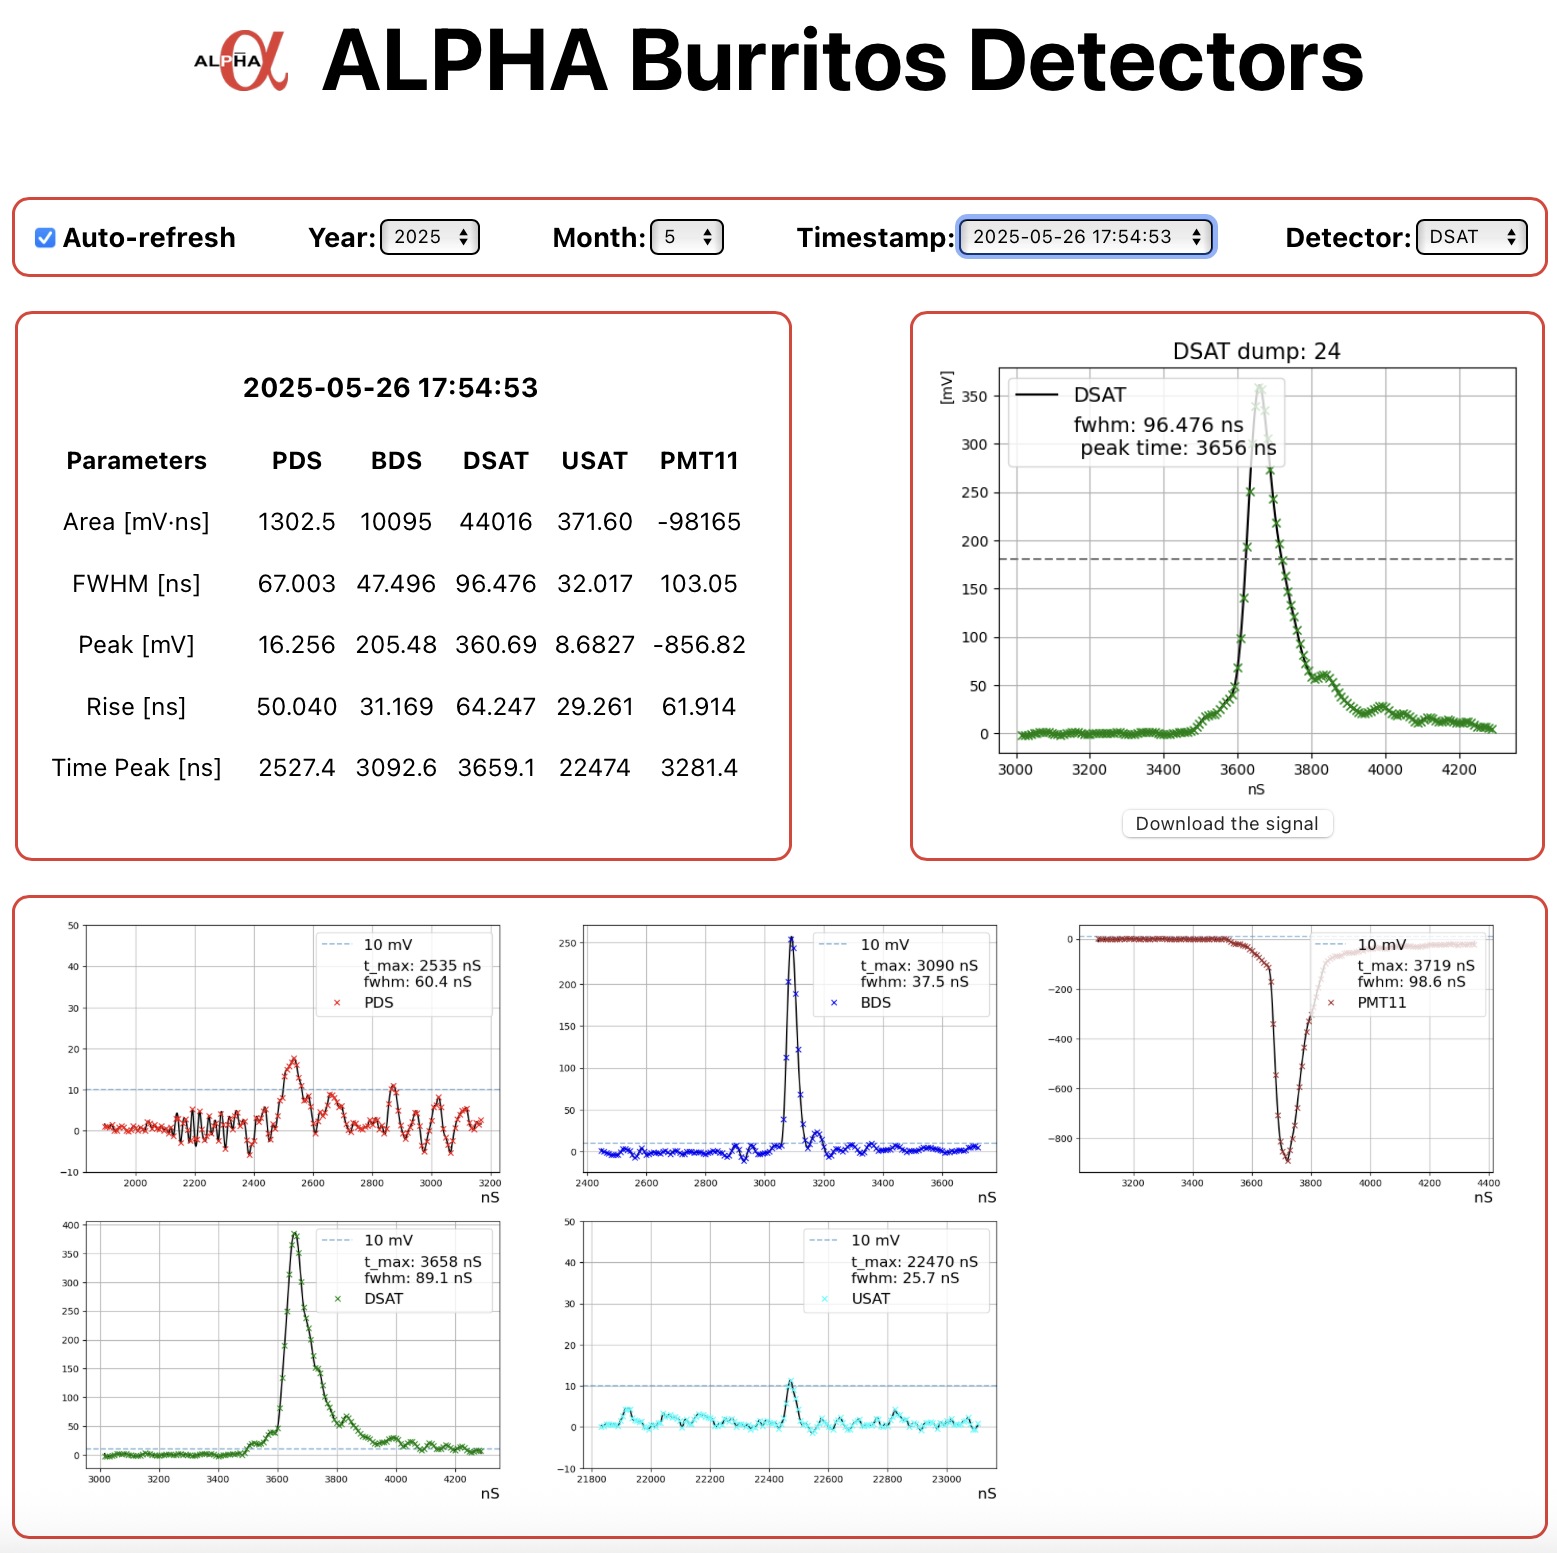 ALPHA
ALPHA Burritos Detectors
Auto-refresh Year: 2025 Month: 5 Timestamp: 2025-05-26 17:54:53 Detector: DSAT
2025-05-26 17:54:53
Parameters PDS BDS DSAT USAT PMT11
Area [mV·ns] 1302.5 10095 44016 371.60 -98165
FWHM [ns] 67.003 47.496 96.476 32.017 103.05
Peak [mV] 16.256 205.48 360.69 8.6827 -856.82
Rise [ns] 50.040 31.169 64.247 29.261 61.914
Time Peak [ns] 2527.4 3092.6 3659.1 22474 3281.4
DSAT dump: 24
[mV]
350
300
250
200
150
100
50
0
DSAT
fwhm: 96.476 ns
peak time: 3656 ns
3000 3200 3400 3600 3800 4000 4200
nS
Download the signal
50
40
30
20
10
0
−10
10 mV
t_max: 2535 nS
fwhm: 60.4 nS
PDS
2000 2200 2400 2600 2800 3000 3200
nS
250
200
150
100
50
0
10 mV
t_max: 3090 nS
fwhm: 37.5 nS
BDS
2400 2600 2800 3000 3200 3400 3600
nS
0
−200
−400
−600
−800
10 mV
t_max: 3719 nS
fwhm: 98.6 nS
PMT11
3200 3400 3600 3800 4000 4200 4400
nS
400
350
300
250
200
150
100
50
0
10 mV
t_max: 3658 nS
fwhm: 89.1 nS
DSAT
3000 3200 3400 3600 3800 4000 4200
nS
50
40
30
20
10
0
−10
10 mV
t_max: 22470 nS
fwhm: 25.7 nS
USAT
21800 22000 22200 22400 22600 22800 23000
nS